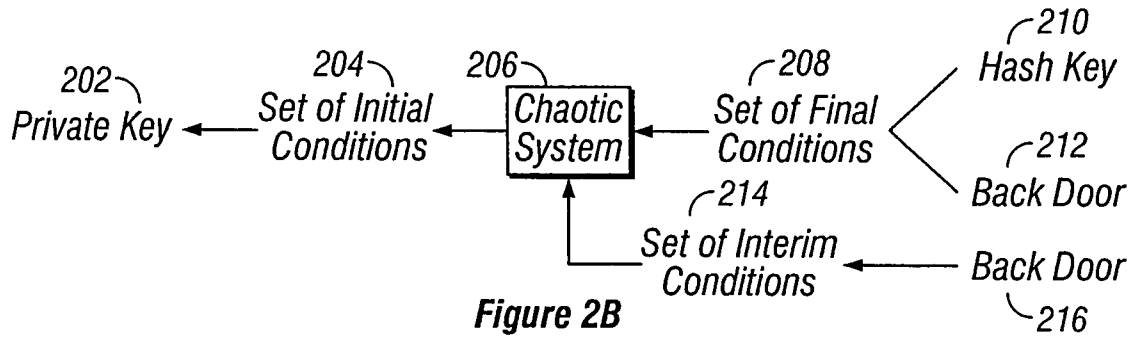 210
Hash Key
202
Private Key
204
Set of Initial
Conditions
206
Chaotic
System
208
Set of Final
Conditions
212
Back Door
214
Set of Interim
Conditions
Back Door
216
Figure 2B